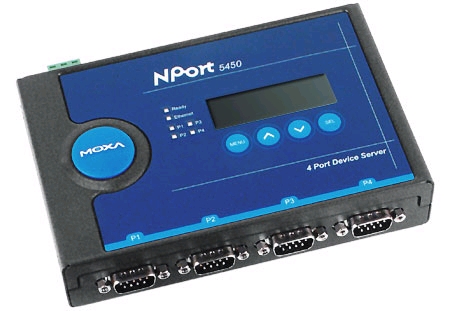 NPort 5450
Ready
Ethernet
P1 P3
P2 P4
MENU
SEL
MOXA
4 Port Device Server
P1 P2 P3 P4